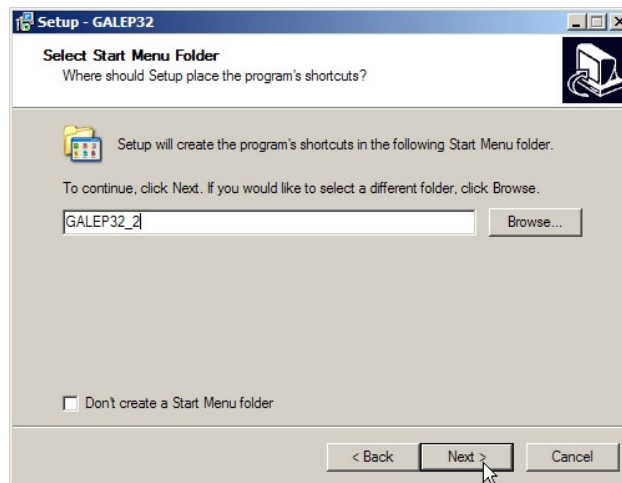 Setup - GALEP32
Select Start Menu Folder
Where should Setup place the program's shortcuts?
Setup will create the program's shortcuts in the following Start Menu folder.
To continue, click Next. If you would like to select a different folder, click Browse.
GALEP32_2
Browse...
Don't create a Start Menu folder
< Back
Next >
Cancel